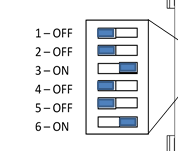 1 – OFF
2 – OFF
3 – ON
4 – OFF
5 – OFF
6 – ON